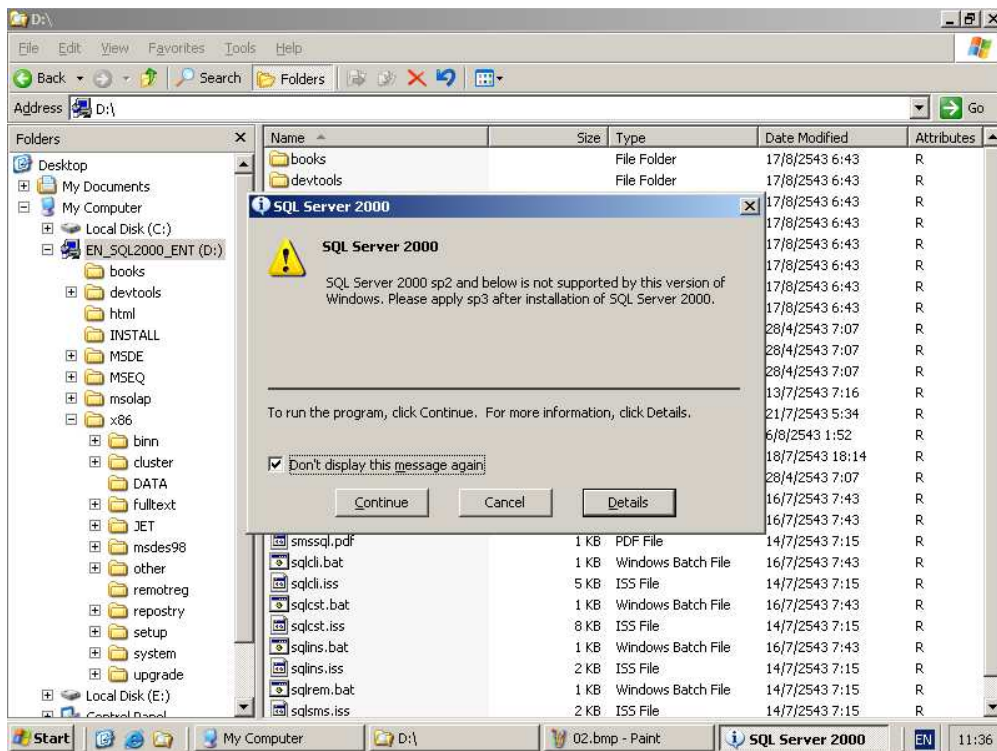 D:\
File Edit View Favorites Tools Help
Back Search Folders
Address D:\ Go
Folders
Name Size Type Date Modified Attributes
Desktop
My Documents
My Computer
Local Disk (C:)
EN_SQL2000_ENT (D:)
books
devtools
html
INSTALL
MSDE
MSEQ
msolap
x86
binn
cluster
DATA
fulltext
JET
msdes98
other
remotreg
repostry
setup
system
upgrade
Local Disk (E:)
Control Panel
books File Folder 17/8/2543 6:43 R
devtools File Folder 17/8/2543 6:43 R
17/8/2543 6:43 R
17/8/2543 6:43 R
17/8/2543 6:43 R
17/8/2543 6:43 R
17/8/2543 6:43 R
17/8/2543 6:43 R
28/4/2543 7:07 R
28/4/2543 7:07 R
28/4/2543 7:07 R
13/7/2543 7:16 R
21/7/2543 5:34 R
6/8/2543 1:52 R
18/7/2543 18:14 R
28/4/2543 7:07 R
16/7/2543 7:43 R
16/7/2543 7:43 R
smssql.pdf 1 KB PDF File 14/7/2543 7:15 R
sqlcli.bat 1 KB Windows Batch File 16/7/2543 7:43 R
sqlcli.iss 5 KB ISS File 14/7/2543 7:15 R
sqlcst.bat 1 KB Windows Batch File 16/7/2543 7:43 R
sqlcst.iss 8 KB ISS File 14/7/2543 7:15 R
sqlins.bat 1 KB Windows Batch File 16/7/2543 7:43 R
sqlins.iss 2 KB ISS File 14/7/2543 7:15 R
sqlrem.bat 1 KB Windows Batch File 14/7/2543 7:15 R
sqlsms.iss 2 KB ISS File 14/7/2543 7:15 R
SQL Server 2000
SQL Server 2000
SQL Server 2000 sp2 and below is not supported by this version of
Windows. Please apply sp3 after installation of SQL Server 2000.
To run the program, click Continue. For more information, click Details.
Don't display this message again
Continue Cancel Details
Start My Computer D:\ 02.bmp - Paint SQL Server 2000 EN 11:36